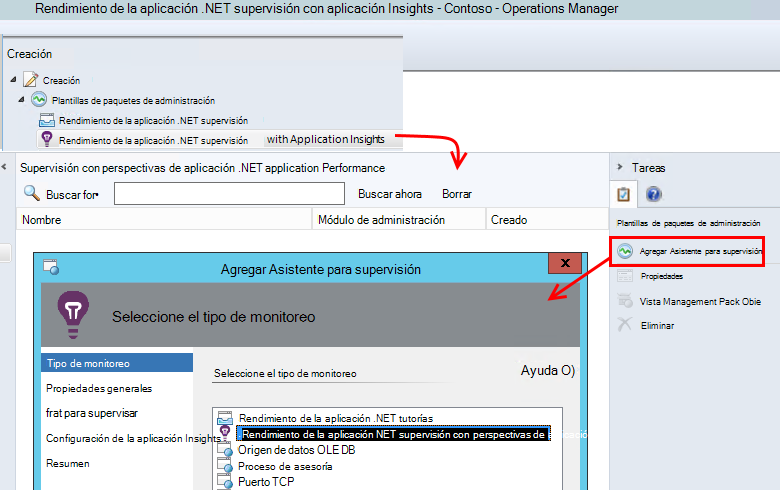 Rendimiento de la aplicación .NET supervisión con aplicación Insights - Contoso - Operations Manager
Creación
Creación
Plantillas de paquetes de administración
Rendimiento de la aplicación .NET supervisión
Rendimiento de la aplicación .NET supervisión with Application Insights
Supervisión con perspectivas de aplicación .NET application Performance
Buscar for
Buscar ahora
Borrar
Nombre
Módulo de administración
Creado
Tareas
Plantillas de paquetes de administración
Agregar Asistente para supervisión
Propiedades
Vista Management Pack Obie
Eliminar
Agregar Asistente para supervisión
x
Seleccione el tipo de monitoreo
Tipo de monitoreo
Propiedades generales
frat para supervisar
Configuración de la aplicación Insights
Resumen
Seleccione el tipo de monitoreo
Ayuda O)
Rendimiento de la aplicación .NET tutorías
Rendimiento de la aplicación NET supervisión con perspectivas de
Origen de datos OLE DB
Proceso de asesoría
Puerto TCP